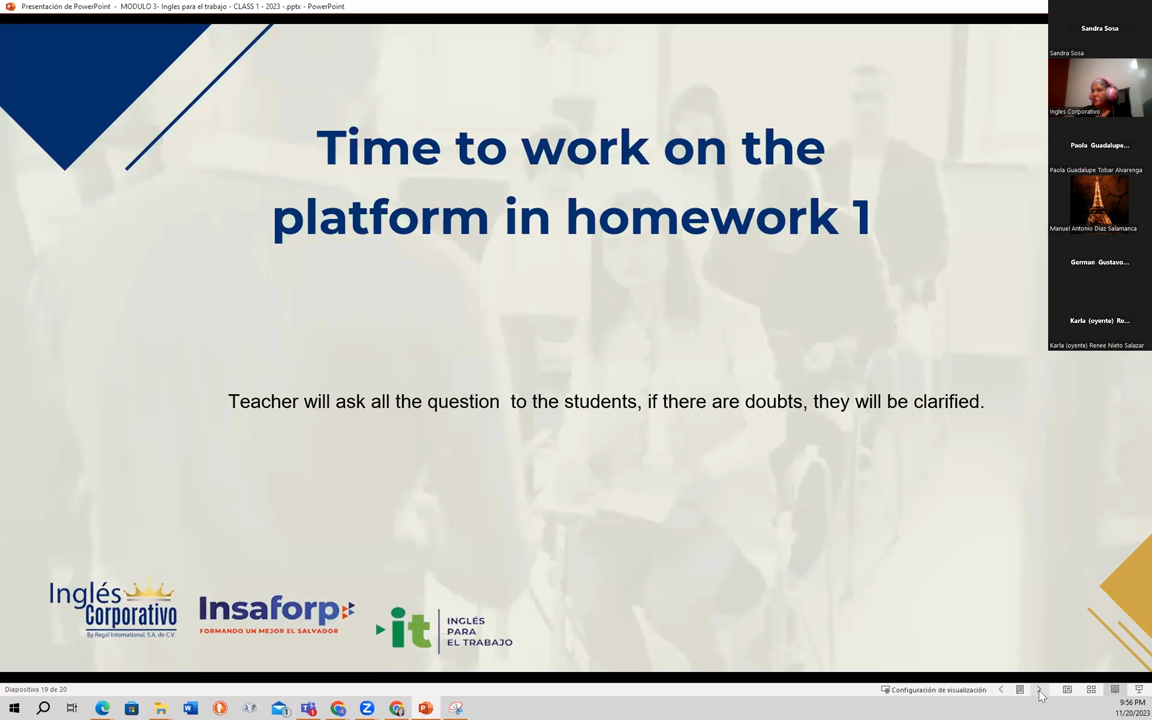 Presentación de PowerPoint - MODULO 3- Ingles para el trabajo - CLASS 1 - 2023 -.pptx - PowerPoint
Sandra Sosa
Sandra Sosa
Ingles Corporativo
Paola Guadalupe...
Paola Guadalupe Tobar Alvarenga
Manuel Antonio Diaz Salamanca
German Gustavo...
Karla (oyente) Re...
Karla (oyente) Renee Nieto Salazar
Time to work on the
platform in homework 1
Teacher will ask all the question to the students, if there are doubts, they will be clarified.
Inglés
Corporativo
By Regal International, S.A. de C.V.
Insaforp
FORMANDO UN MEJOR EL SALVADOR
it
INGLÉS
PARA
EL TRABAJO
Diapositiva 19 de 20
Configuración de visualización
9:56 PM
11/20/2023